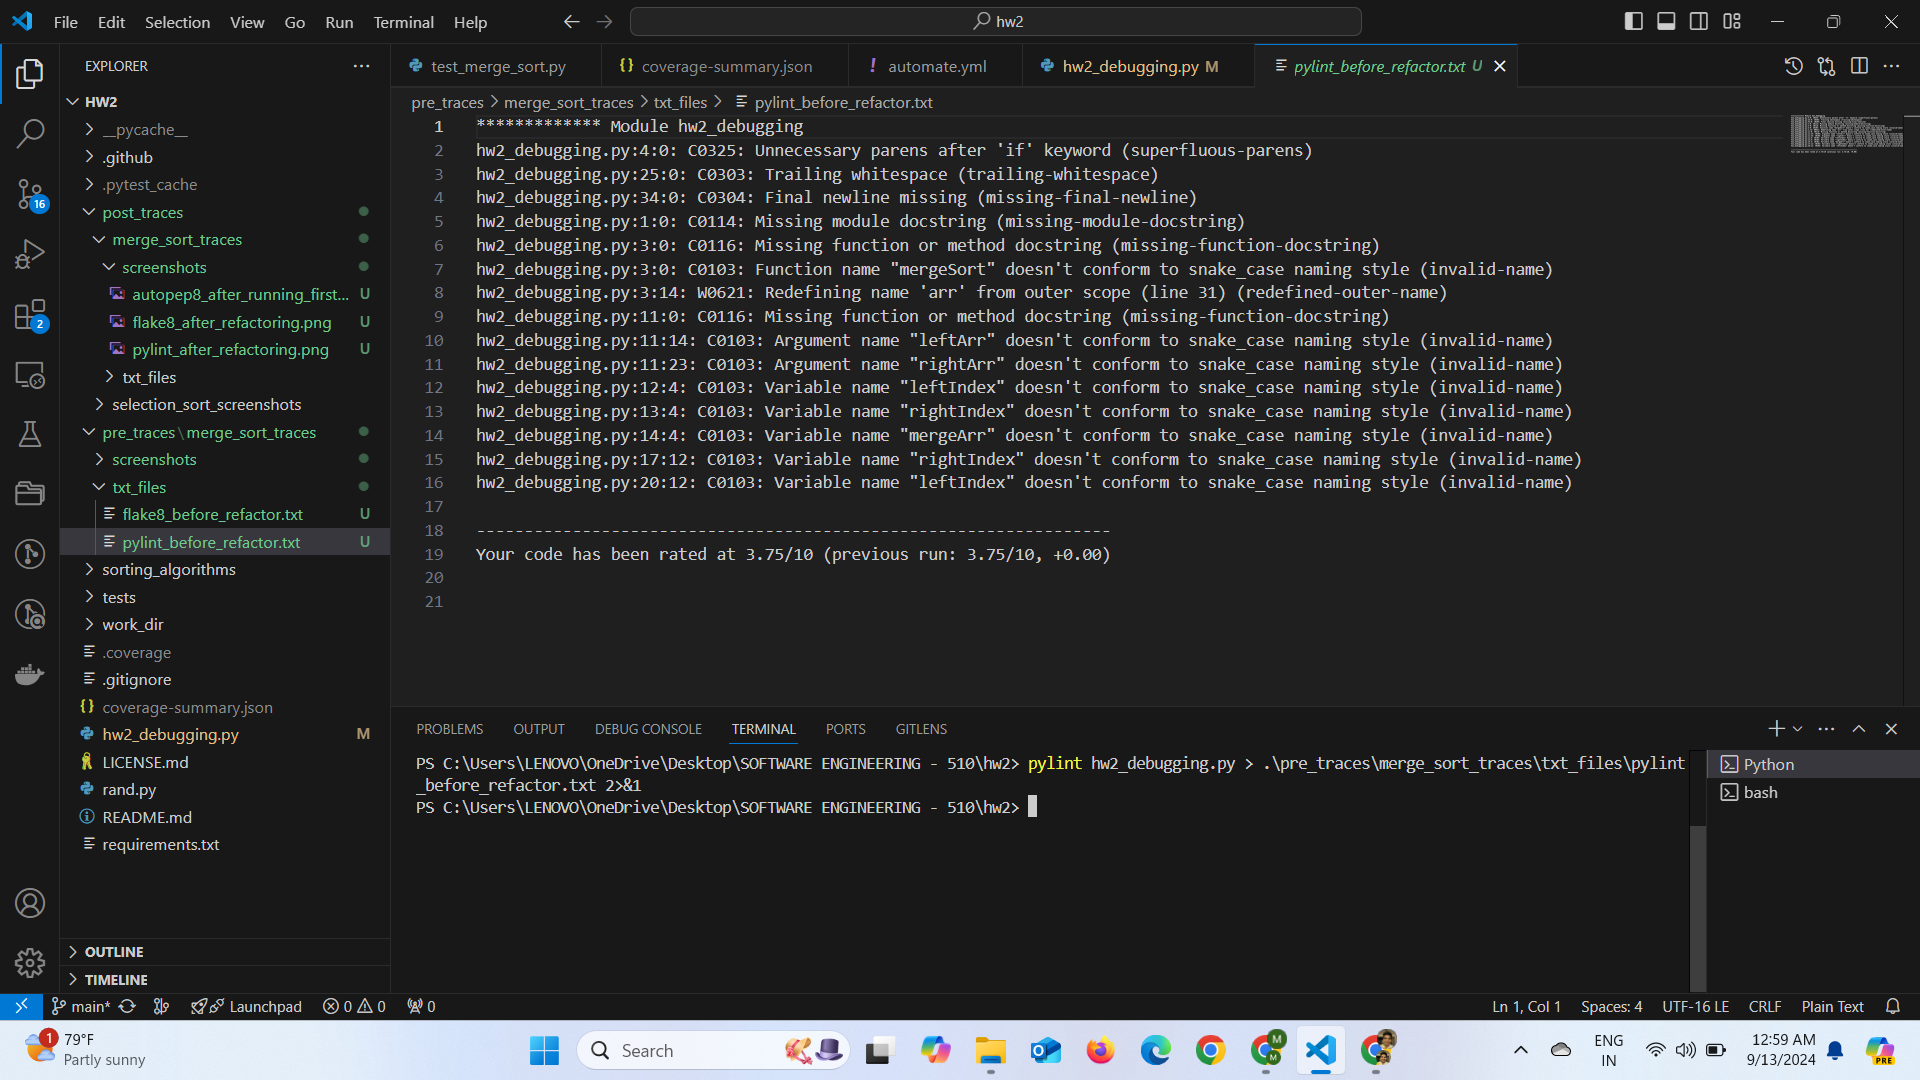 File Edit Selection View Go Run Terminal Help
hw2
EXPLORER
HW2
__pycache__
.github
.pytest_cache
post_traces
merge_sort_traces
screenshots
autopep8_after_running_first... U
flake8_after_refactoring.png U
pylint_after_refactoring.png U
txt_files
selection_sort_screenshots
pre_traces\merge_sort_traces
screenshots
txt_files
flake8_before_refactor.txt U
pylint_before_refactor.txt U
sorting_algorithms
tests
work_dir
.coverage
.gitignore
coverage-summary.json
hw2_debugging.py M
LICENSE.md
rand.py
README.md
requirements.txt
OUTLINE
TIMELINE
16
2
test_merge_sort.py coverage-summary.json automate.yml hw2_debugging.py M pylint_before_refactor.txt U
pre_traces > merge_sort_traces > txt_files > pylint_before_refactor.txt
1 ************* Module hw2_debugging
2 hw2_debugging.py:4:0: C0325: Unnecessary parens after 'if' keyword (superfluous-parens)
3 hw2_debugging.py:25:0: C0303: Trailing whitespace (trailing-whitespace)
4 hw2_debugging.py:34:0: C0304: Final newline missing (missing-final-newline)
5 hw2_debugging.py:1:0: C0114: Missing module docstring (missing-module-docstring)
6 hw2_debugging.py:3:0: C0116: Missing function or method docstring (missing-function-docstring)
7 hw2_debugging.py:3:0: C0103: Function name "mergeSort" doesn't conform to snake_case naming style (invalid-name)
8 hw2_debugging.py:3:14: W0621: Redefining name 'arr' from outer scope (line 31) (redefined-outer-name)
9 hw2_debugging.py:11:0: C0116: Missing function or method docstring (missing-function-docstring)
10 hw2_debugging.py:11:14: C0103: Argument name "leftArr" doesn't conform to snake_case naming style (invalid-name)
11 hw2_debugging.py:11:23: C0103: Argument name "rightArr" doesn't conform to snake_case naming style (invalid-name)
12 hw2_debugging.py:12:4: C0103: Variable name "leftIndex" doesn't conform to snake_case naming style (invalid-name)
13 hw2_debugging.py:13:4: C0103: Variable name "rightIndex" doesn't conform to snake_case naming style (invalid-name)
14 hw2_debugging.py:14:4: C0103: Variable name "mergeArr" doesn't conform to snake_case naming style (invalid-name)
15 hw2_debugging.py:17:12: C0103: Variable name "rightIndex" doesn't conform to snake_case naming style (invalid-name)
16 hw2_debugging.py:20:12: C0103: Variable name "leftIndex" doesn't conform to snake_case naming style (invalid-name)
17
18 ------------------------------------------------------------------
19 Your code has been rated at 3.75/10 (previous run: 3.75/10, +0.00)
20
21
PROBLEMS OUTPUT DEBUG CONSOLE TERMINAL PORTS GITLENS
PS C:\Users\LENOVO\OneDrive\Desktop\SOFTWARE ENGINEERING - 510\hw2> pylint hw2_debugging.py > .\pre_traces\merge_sort_traces\txt_files\pylint
_before_refactor.txt 2>&1
PS C:\Users\LENOVO\OneDrive\Desktop\SOFTWARE ENGINEERING - 510\hw2>
Python
bash
main* Launchpad 0 0 0 Ln 1, Col 1 Spaces: 4 UTF-16 LE CRLF Plain Text
1 79°F
Partly sunny
Search
M
M
PRE
ENG
IN
12:59 AM
9/13/2024